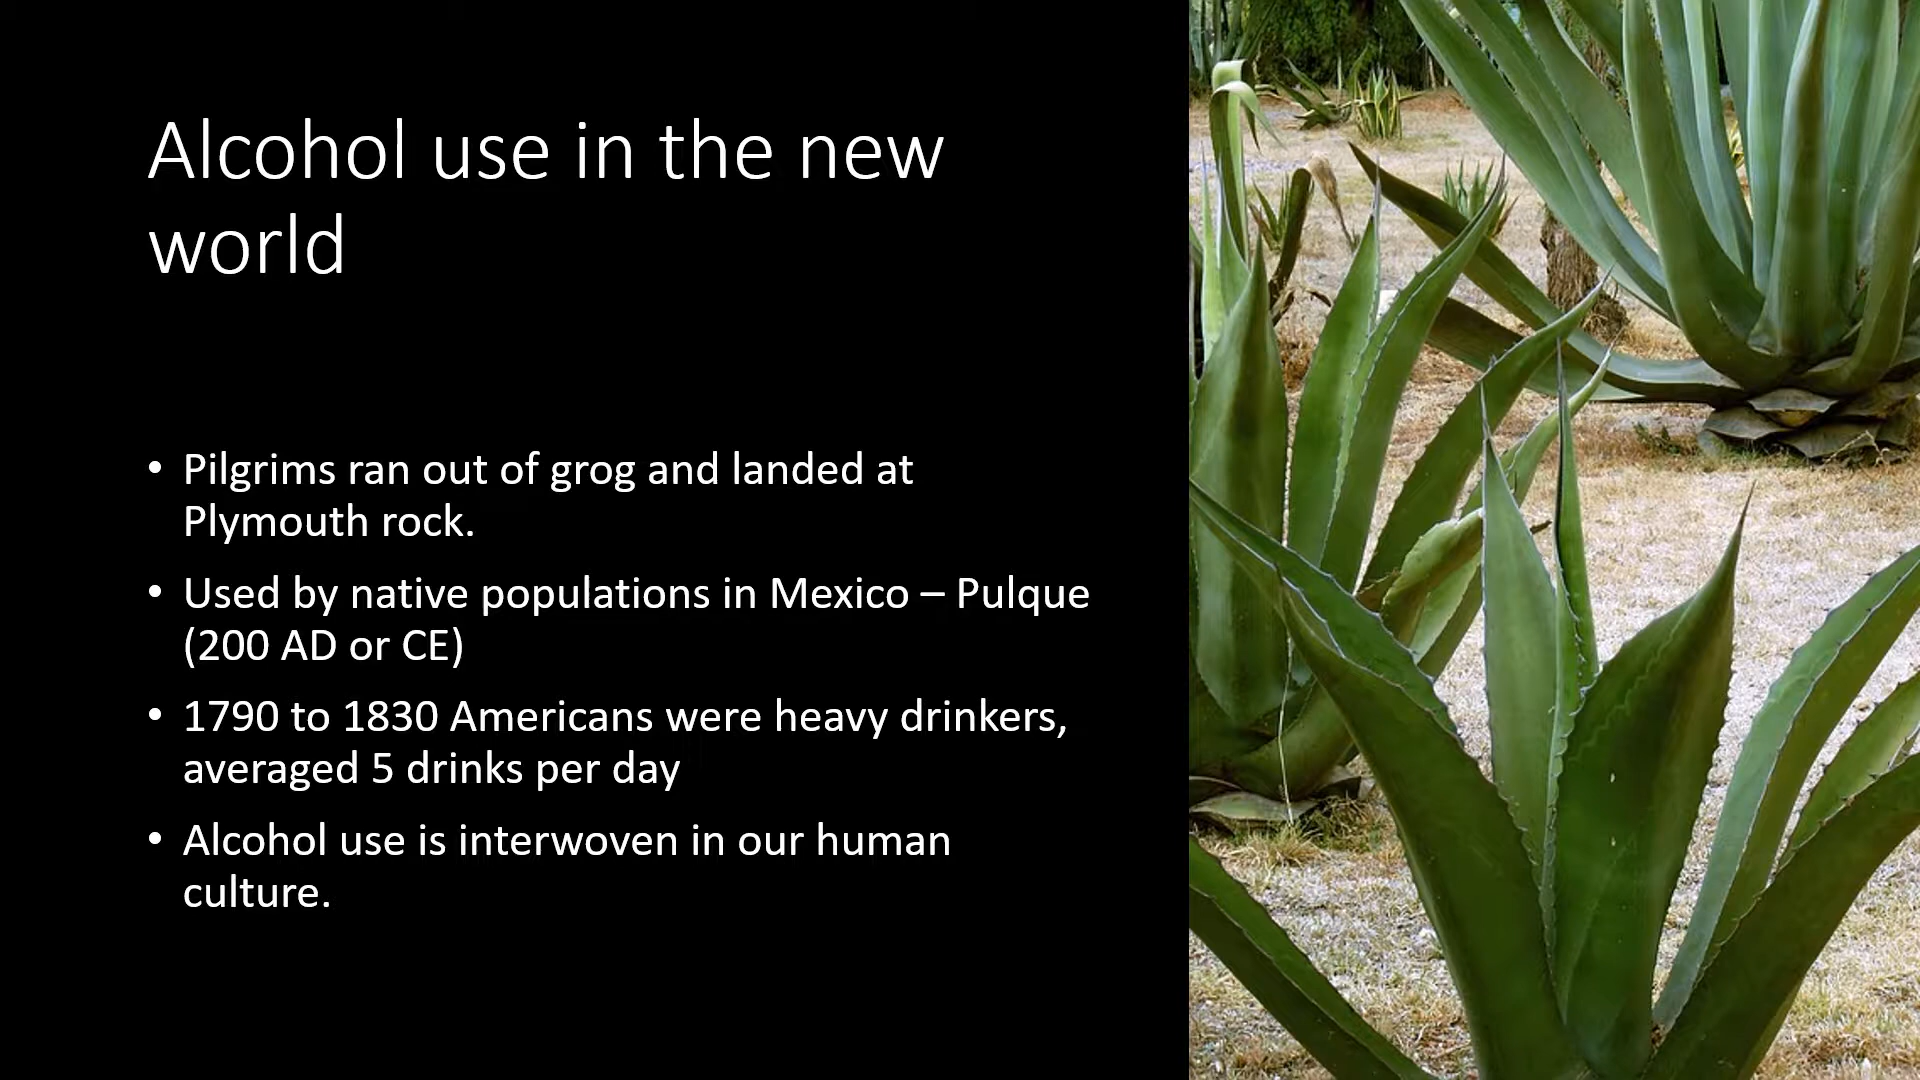 Alcohol use in the new
world
• Pilgrims ran out of grog and landed at
Plymouth rock.
• Used by native populations in Mexico – Pulque
(200 AD or CE)
• 1790 to 1830 Americans were heavy drinkers,
averaged 5 drinks per day
• Alcohol use is interwoven in our human
culture.